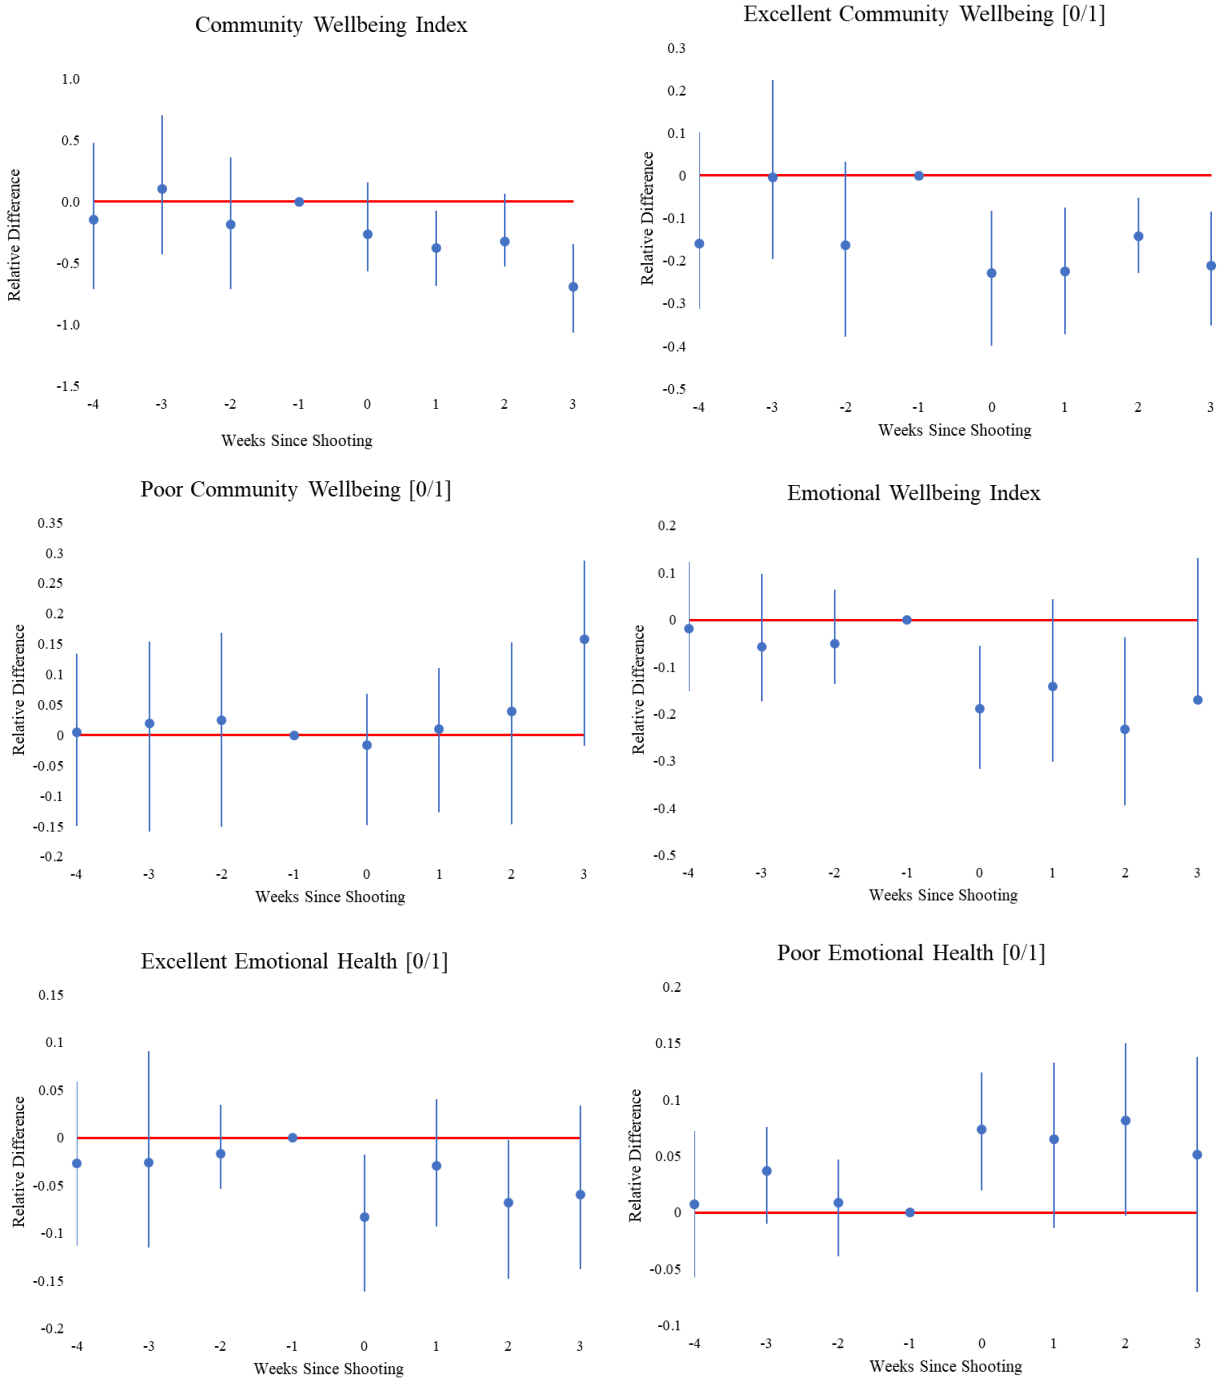 Community Wellbeing Index
Relative Difference
1.0
0.5
0.0
-0.5
-1.0
-1.5
-4 -3 -2 -1 0 1 2 3
Weeks Since Shooting
Excellent Community Wellbeing [0/1]
Relative Difference
0.3
0.2
0.1
0
-0.1
-0.2
-0.3
-0.4
-0.5
-4 -3 -2 -1 0 1 2 3
Weeks Since Shooting
Poor Community Wellbeing [0/1]
Relative Difference
0.35
0.3
0.25
0.2
0.15
0.1
0.05
0
-0.05
-0.1
-0.15
-0.2
-4 -3 -2 -1 0 1 2 3
Weeks Since Shooting
Emotional Wellbeing Index
Relative Difference
0.2
0.1
0
-0.1
-0.2
-0.3
-0.4
-0.5
-4 -3 -2 -1 0 1 2 3
Weeks Since Shooting
Excellent Emotional Health [0/1]
Relative Difference
0.15
0.1
0.05
0
-0.05
-0.1
-0.15
-0.2
-4 -3 -2 -1 0 1 2 3
Weeks Since Shooting
Poor Emotional Health [0/1]
Relative Difference
0.2
0.15
0.1
0.05
0
-0.05
-0.1
-4 -3 -2 -1 0 1 2 3
Weeks Since Shooting